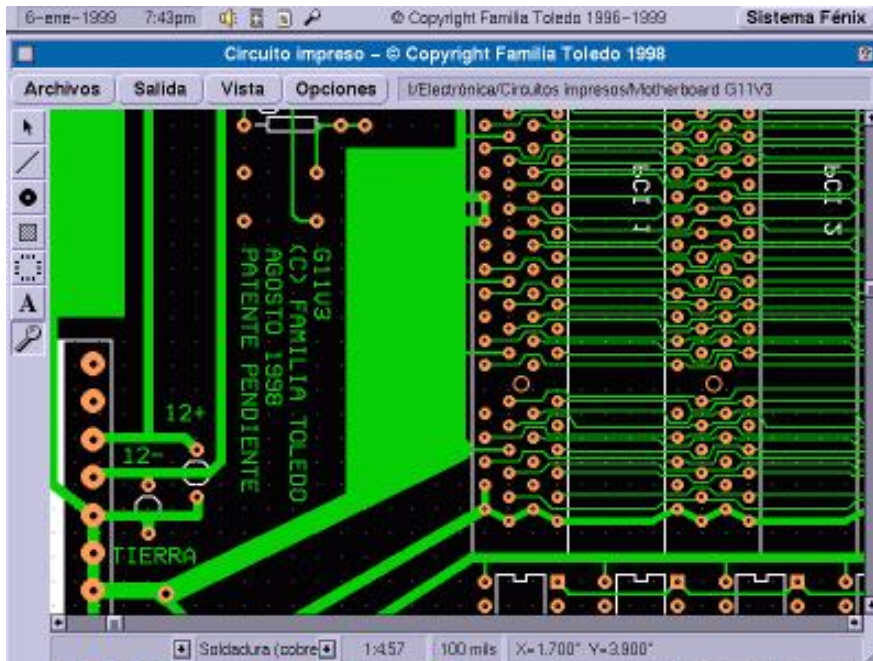 6-ene-1999 7:43pm © Copyright Familia Toledo 1996-1999 Sistema Fénix
Circuito impreso - © Copyright Familia Toledo 1998
Archivos Salida Vista Opciones I/Electrónica/Circuitos impresos/Motherboard G11V3
A
G11V3
(C) FAMILIA TOLEDO
AGOSTO 1998
PATENTE PENDIENTE
PCI 1
PCI 2
12+
12-
TIERRA
Soldadura (cobre 1:4.57 100 mils X=1.700" Y=3.900"